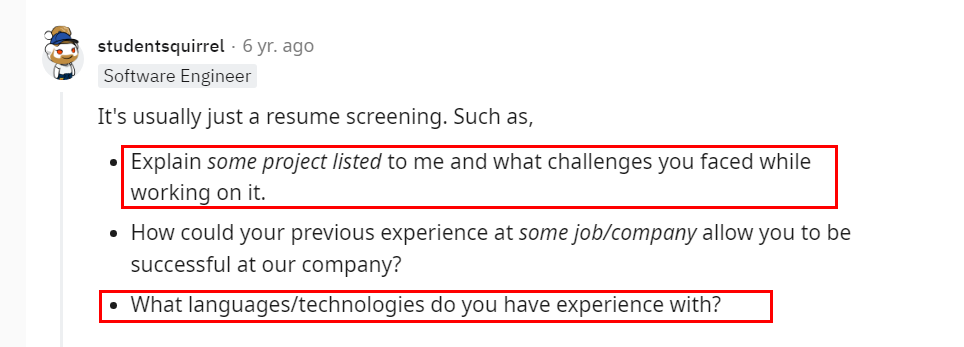 studentsquirrel · 6 yr. ago
Software Engineer
It's usually just a resume screening. Such as,
• Explain some project listed to me and what challenges you faced while
working on it.
• How could your previous experience at some job/company allow you to be
successful at our company?
• What languages/technologies do you have experience with?